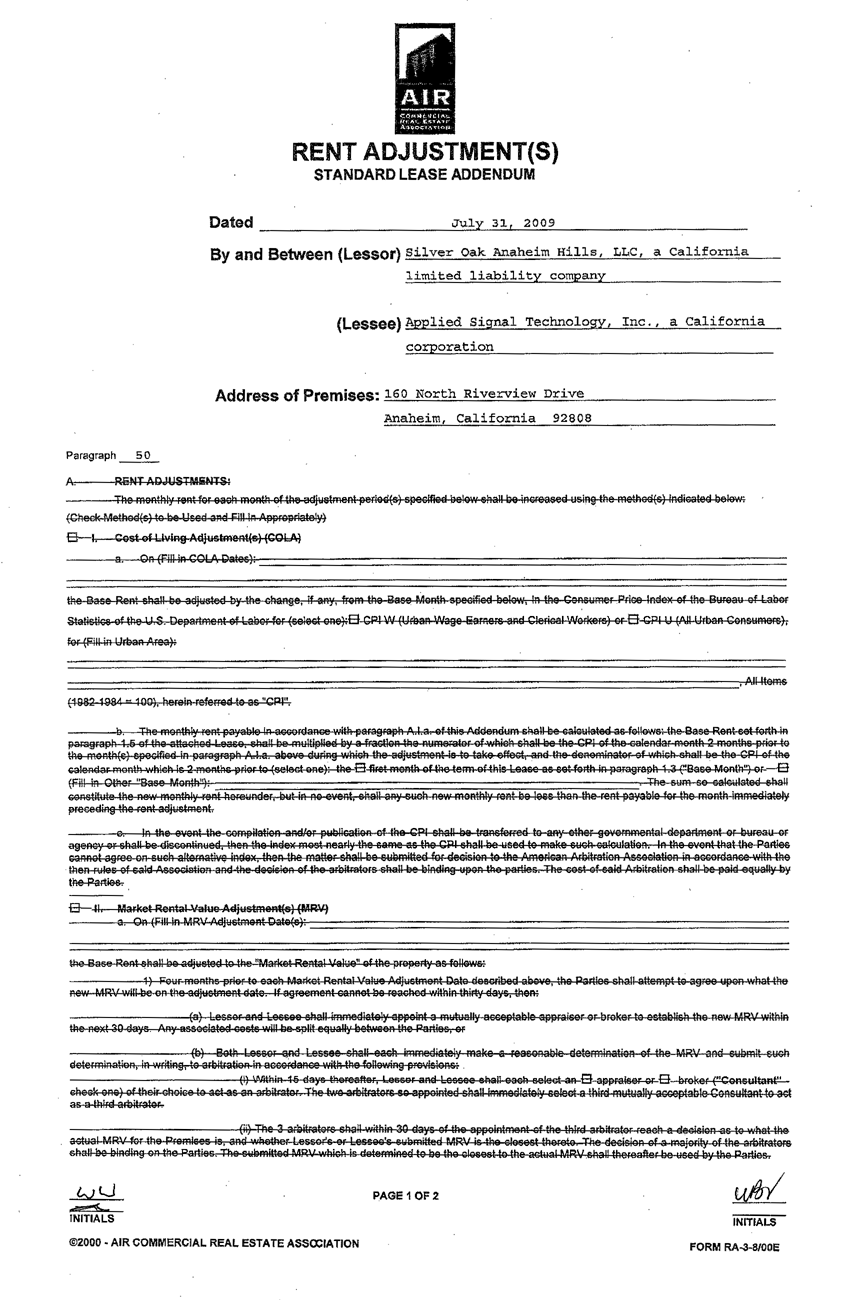 AIR
COMMERCIAL
REAL ESTATE
ASSOCIATION
RENT ADJUSTMENT(S)
STANDARD LEASE ADDENDUM
Dated July 31, 2009
By and Between (Lessor) Silver Oak Anaheim Hills, LLC, a California
limited liability company
(Lessee) Applied Signal Technology, Inc., a California
corporation
Address of Premises: 160 North Riverview Drive
Anaheim, California 92808
Paragraph 50
A. RENT ADJUSTMENTS:
The monthly rent for each month of the adjustment period(s) specified below shall be increased using the method(s) indicated below:
(Check Method(s) to be Used and Fill in Appropriately)
I. Cost of Living Adjustment(s) (COLA)
a. On (Fill in COLA Dates):
the Base Rent shall be adjusted by the change, if any, from the Base Month specified below, in the Consumer Price Index of the Bureau of Labor
Statistics of the U.S. Department of Labor for (select one): CPI W (Urban Wage Earners and Clerical Workers) or CPI U (All Urban Consumers),
for (Fill in Urban Area):
, All Items
(1982-1984 = 100), herein referred to as "CPI".
b. The monthly rent payable in accordance with paragraph A.I.a. of this Addendum shall be calculated as follows: the Base Rent set forth in
paragraph 1.5 of the attached Lease, shall be multiplied by a fraction the numerator of which shall be the CPI of the calendar month 2 months prior to
the month(s) specified in paragraph A.I.a. above during which the adjustment is to take effect, and the denominator of which shall be the CPI of the
calendar month which is 2 months prior to (select one): the first month of the term of this Lease as set forth in paragraph 1.3 ("Base Month") or
(Fill in Other "Base Month"): . The sum so calculated shall
constitute the new monthly rent hereunder, but in no event, shall any such new monthly rent be less than the rent payable for the month immediately
preceding the rent adjustment.
c. In the event the compilation and/or publication of the CPI shall be transferred to any other governmental department or bureau or
agency or shall be discontinued, then the index most nearly the same as the CPI shall be used to make such calculation. In the event that the Parties
cannot agree on such alternative index, then the matter shall be submitted for decision to the American Arbitration Association in accordance with the
then rules of said Association and the decision of the arbitrators shall be binding upon the parties. The cost of said Arbitration shall be paid equally by
the Parties.
II. Market Rental Value Adjustment(s) (MRV)
a. On (Fill in MRV Adjustment Date(s):
the Base Rent shall be adjusted to the "Market Rental Value" of the property as follows:
1) Four months prior to each Market Rental Value Adjustment Date described above, the Parties shall attempt to agree upon what the
new MRV will be on the adjustment date. If agreement cannot be reached within thirty days, then:
(a) Lessor and Lessee shall immediately appoint a mutually acceptable appraiser or broker to establish the new MRV within
the next 30 days. Any associated costs will be split equally between the Parties, or
(b) Both Lessor and Lessee shall each immediately make a reasonable determination of the MRV and submit such
determination, in writing, to arbitration in accordance with the following provisions:
(i) Within 15 days thereafter, Lessor and Lessee shall each select an appraiser or broker ("Consultant" -
check one) of their choice to act as an arbitrator. The two arbitrators so appointed shall immediately select a third mutually acceptable Consultant to act
as a third arbitrator.
(ii) The 3 arbitrators shall within 30 days of the appointment of the third arbitrator reach a decision as to what the
actual MRV for the Premises is, and whether Lessor's or Lessee's submitted MRV is the closest thereto. The decision of a majority of the arbitrators
shall be binding on the Parties. The submitted MRV which is determined to be the closest to the actual MRV shall thereafter be used by the Parties.
PAGE 1 OF 2
INITIALS
INITIALS
©2000 - AIR COMMERCIAL REAL ESTATE ASSOCIATION
FORM RA-3-8/00E